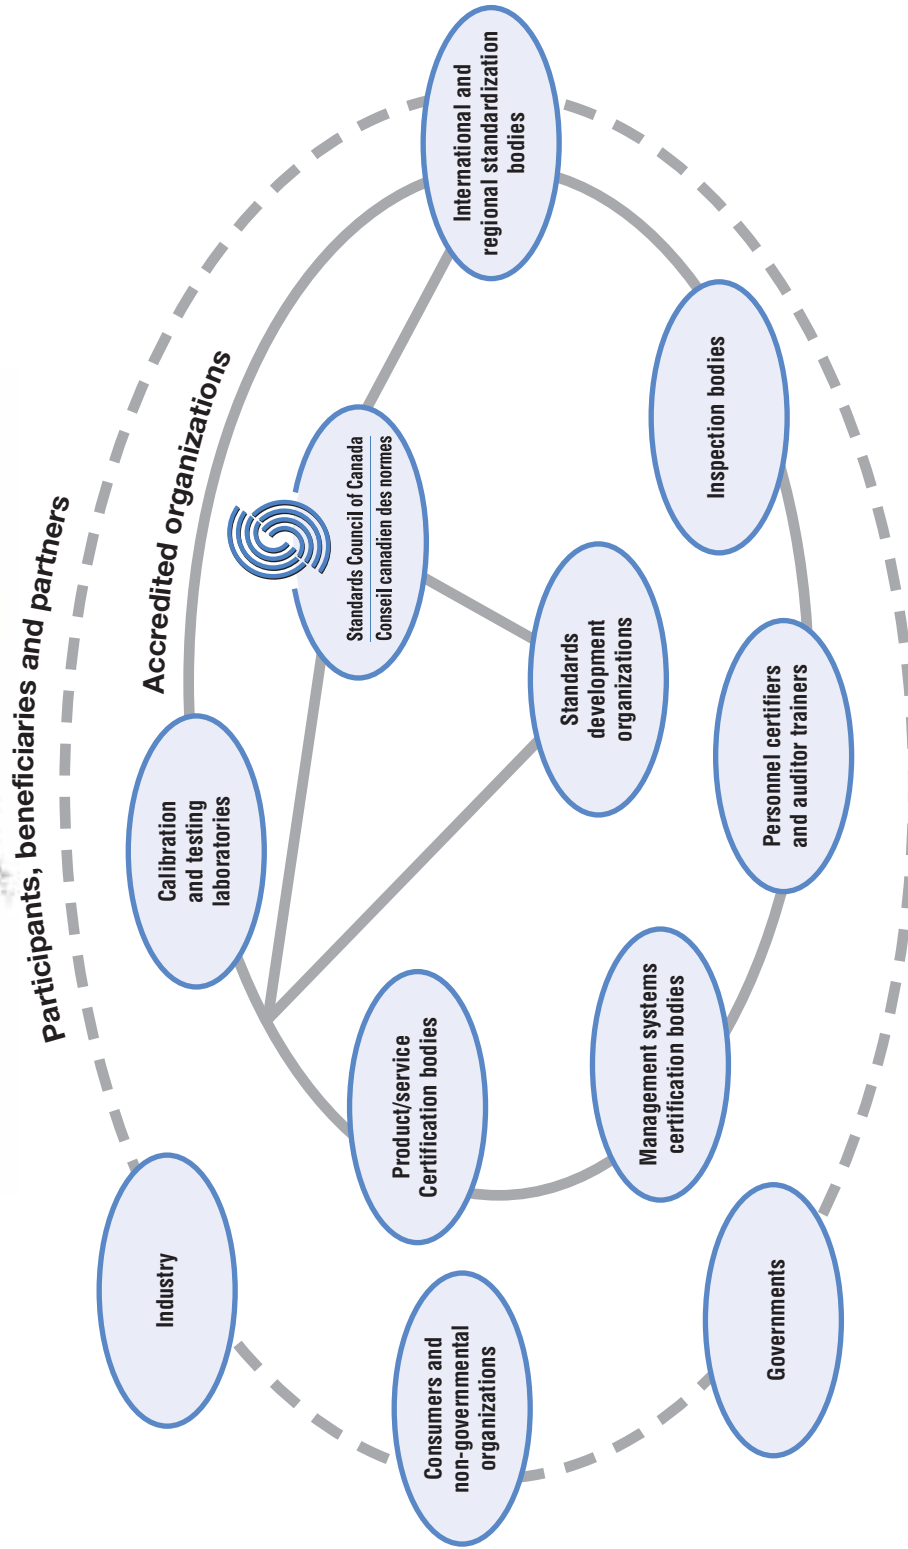 Participants, beneficiaries and partners
Accredited organizations
Industry
Calibration
and testing
laboratories
Standards Council of Canada
Conseil canadien des normes
International and
regional standardization
bodies
Product/service
Certification bodies
Standards
development
organizations
Consumers and
non-governmental
organizations
Management systems
certification bodies
Inspection bodies
Governments
Personnel certifiers
and auditor trainers